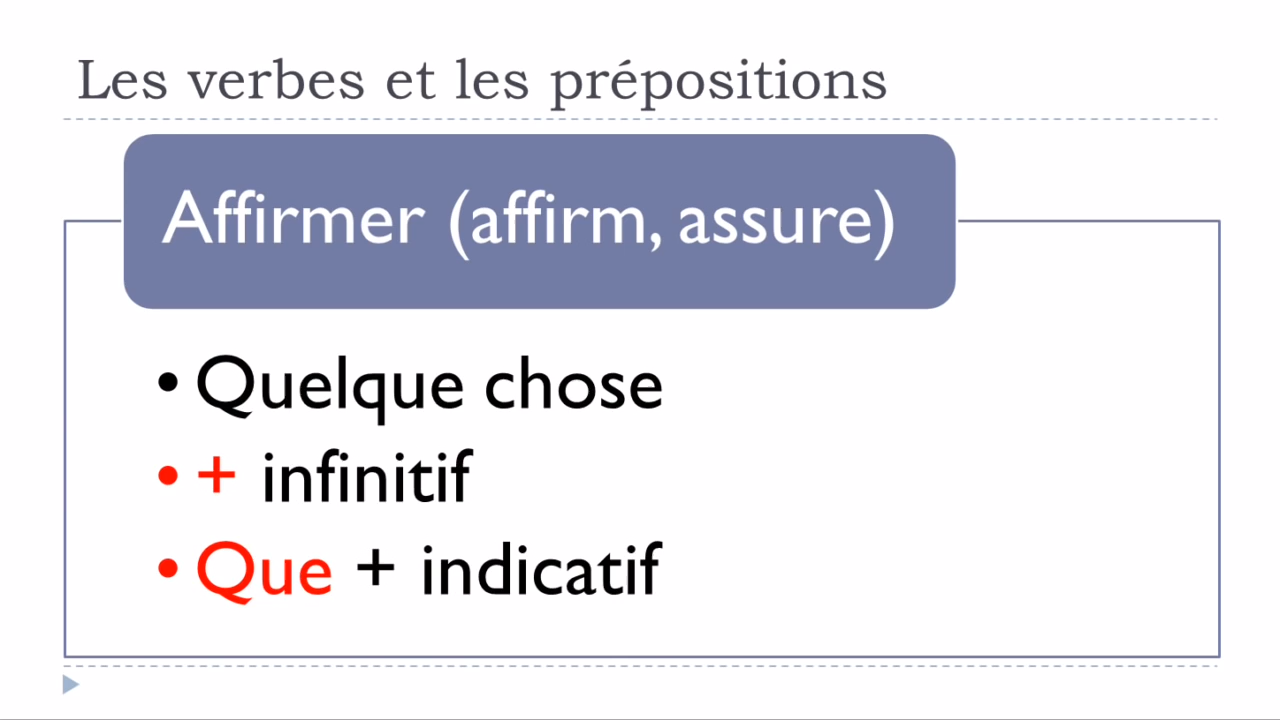 Les verbes et les prépositions
Affirmer (affirm, assure)
• Quelque chose
• + infinitif
• Que + indicatif